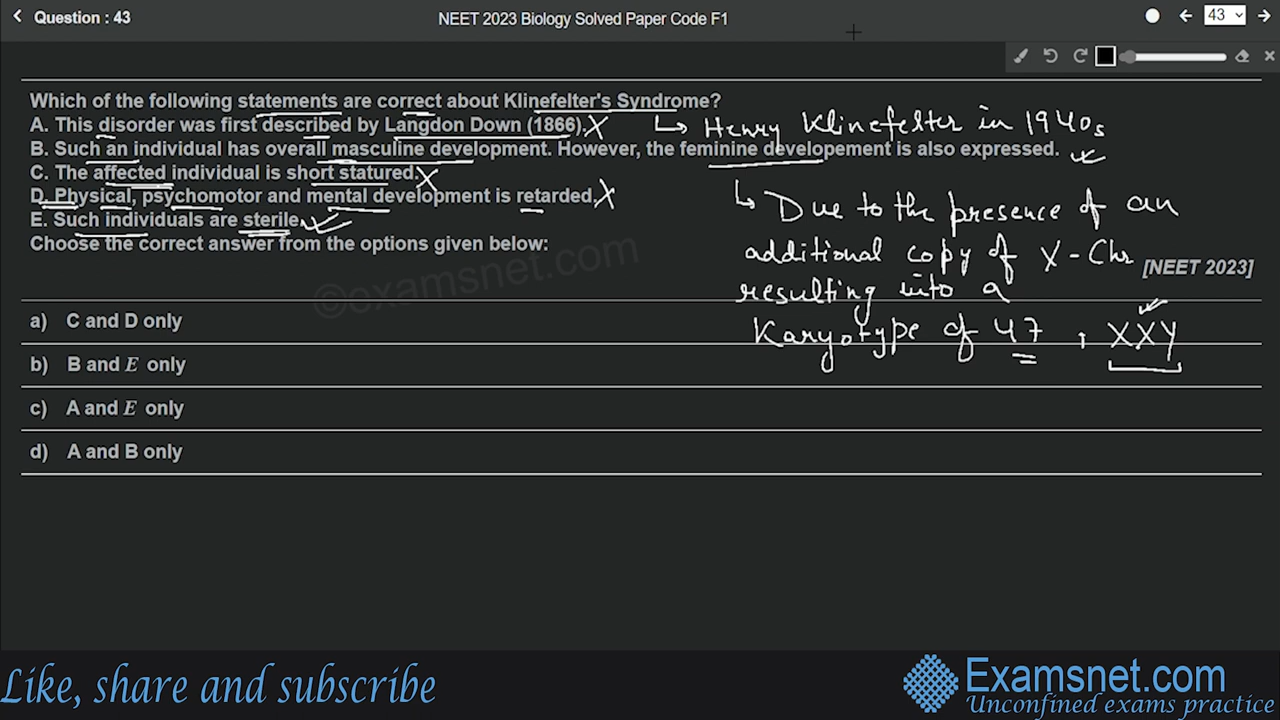 Question : 43
NEET 2023 Biology Solved Paper Code F1
43
Which of the following statements are correct about Klinefelter's Syndrome?
A. This disorder was first described by Langdon Down (1866). X
↳ Henry Klinefelter in 1940s
B. Such an individual has overall masculine development. However, the feminine developement is also expressed.
C. The affected individual is short statured. X
D. Physical, psychomotor and mental development is retarded. X
E. Such individuals are sterile.
Choose the correct answer from the options given below:
↳ Due to the presence of an
additional copy of X-Chr
resulting into a
Karyotype of 47, XXY
[NEET 2023]
©examsnet.com
a) C and D only
b) B and E only
c) A and E only
d) A and B only
Like, share and subscribe
Examsnet.com
Unconfined exams practice